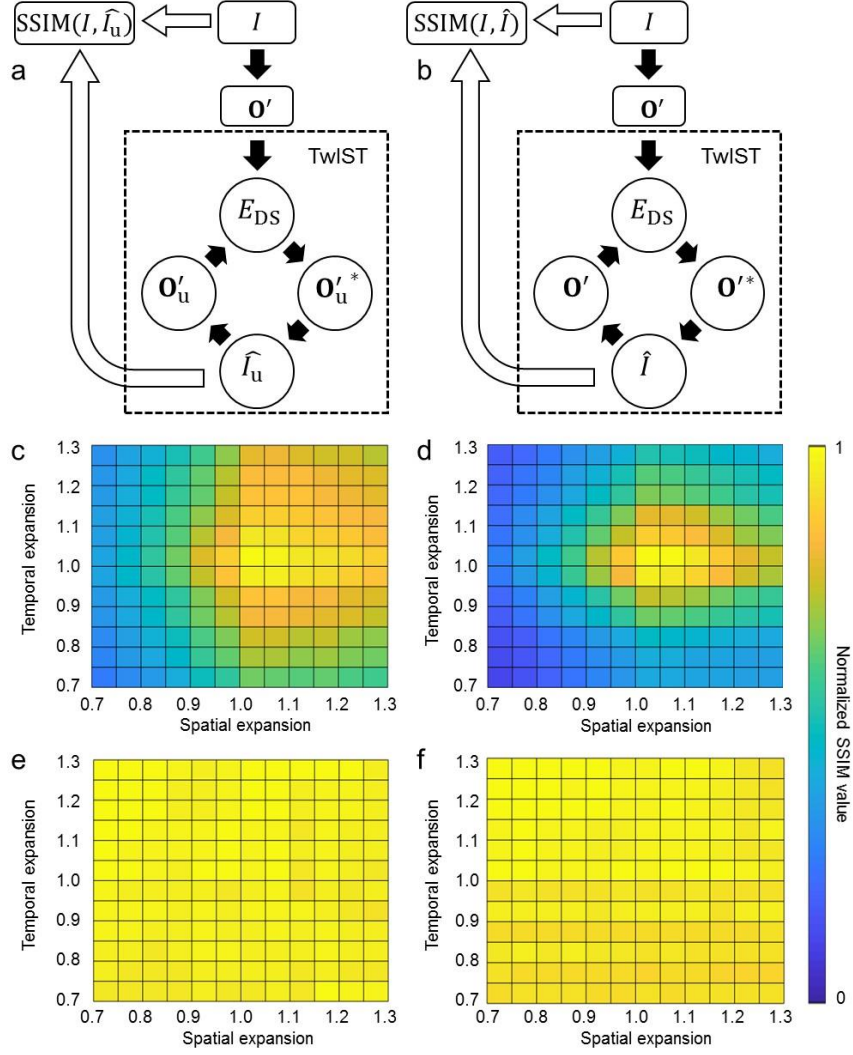 SSIM(I, Î_u)
I
SSIM(I, Î)
I
a
b
O′
O′
TwIST
TwIST
E_DS
E_DS
O′_u
O′_u*
O′
O′*
Î_u
Î
c
1.3
1.2
1.1
1.0
0.9
0.8
0.7
Temporal expansion
0.7 0.8 0.9 1.0 1.1 1.2 1.3
Spatial expansion
d
1.3
1.2
1.1
1.0
0.9
0.8
0.7
Temporal expansion
0.7 0.8 0.9 1.0 1.1 1.2 1.3
Spatial expansion
1
Normalized SSIM value
0
e
1.3
1.2
1.1
1.0
0.9
0.8
0.7
Temporal expansion
0.7 0.8 0.9 1.0 1.1 1.2 1.3
Spatial expansion
f
1.3
1.2
1.1
1.0
0.9
0.8
0.7
Temporal expansion
0.7 0.8 0.9 1.0 1.1 1.2 1.3
Spatial expansion